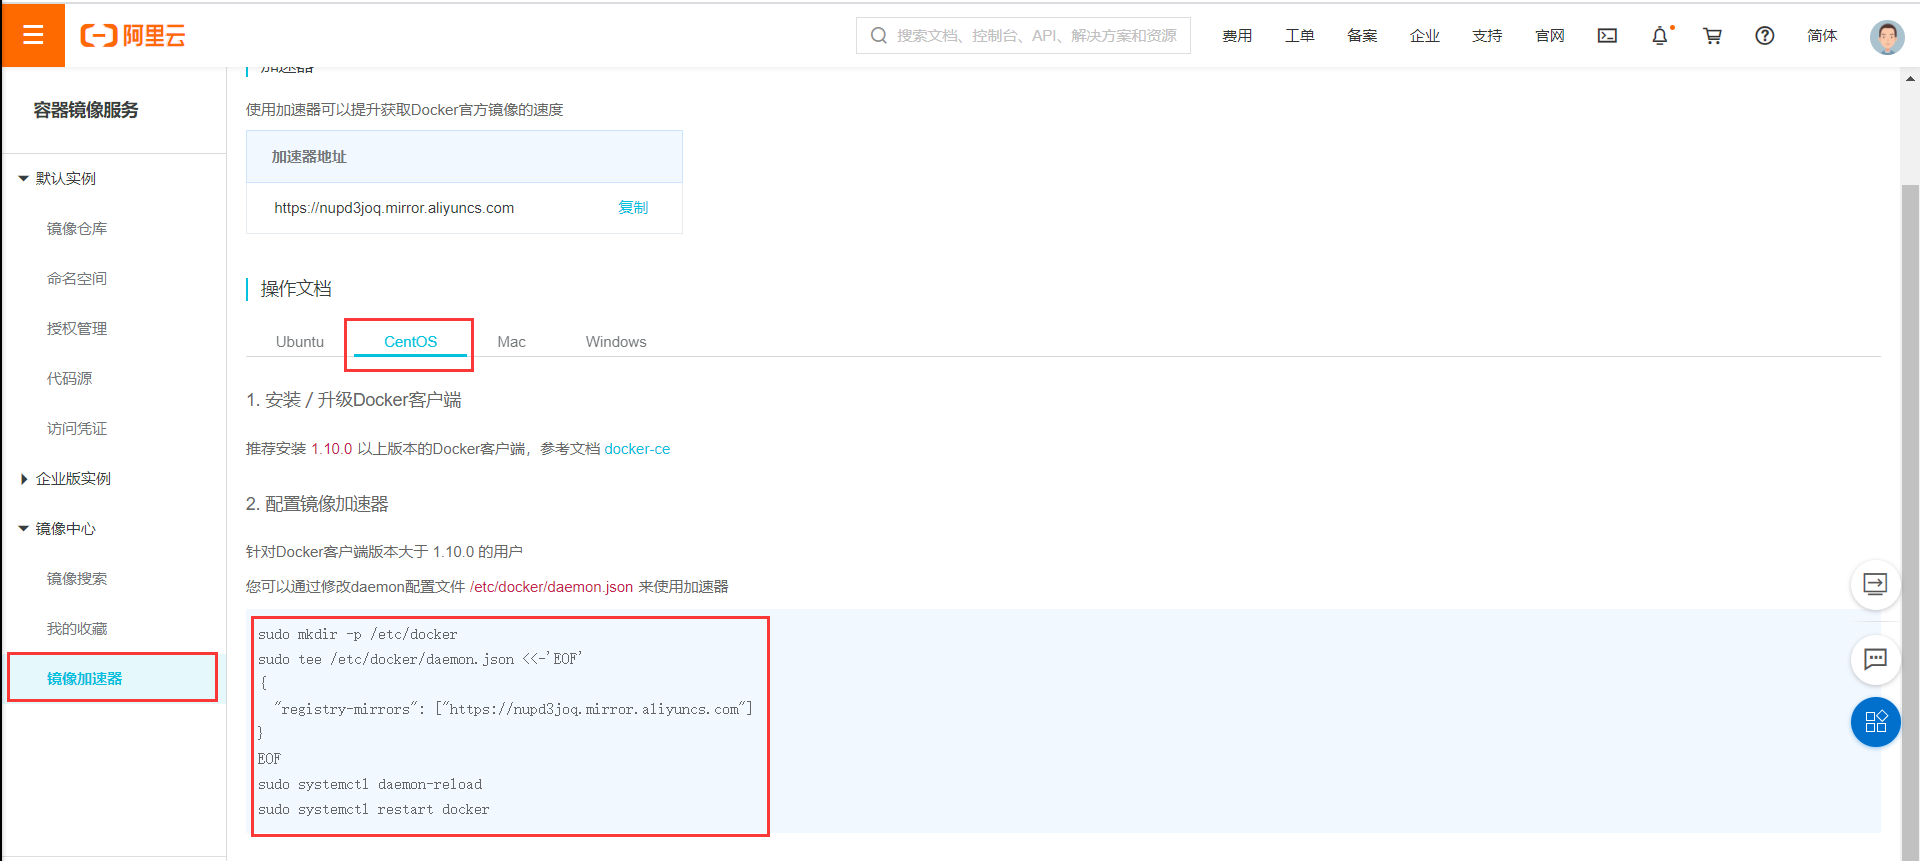 阿里云
搜索文档、控制台、API、解决方案和资源
费用
工单
备案
企业
支持
官网
简体
容器镜像服务
默认实例
镜像仓库
命名空间
授权管理
代码源
访问凭证
企业版实例
镜像中心
镜像搜索
我的收藏
镜像加速器
加速器
使用加速器可以提升获取Docker官方镜像的速度
加速器地址
https://nupd3joq.mirror.aliyuncs.com 复制
操作文档
Ubuntu CentOS Mac Windows
1. 安装 / 升级Docker客户端
推荐安装 1.10.0 以上版本的Docker客户端，参考文档 docker-ce
2. 配置镜像加速器
针对Docker客户端版本大于 1.10.0 的用户
您可以通过修改daemon配置文件 /etc/docker/daemon.json 来使用加速器
sudo mkdir -p /etc/docker
sudo tee /etc/docker/daemon.json <<-'EOF'
{
"registry-mirrors": ["https://nupd3joq.mirror.aliyuncs.com"]
}
EOF
sudo systemctl daemon-reload
sudo systemctl restart docker